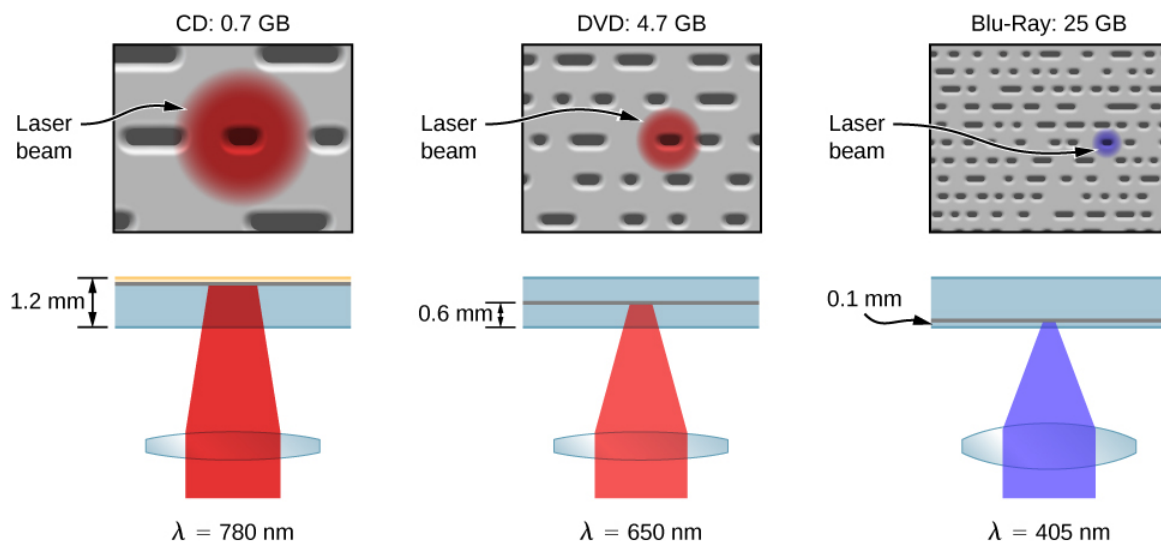 CD: 0.7 GB
DVD: 4.7 GB
Blu-Ray: 25 GB
Laser
beam
Laser
beam
Laser
beam
1.2 mm
0.6 mm
0.1 mm
λ = 780 nm
λ = 650 nm
λ = 405 nm